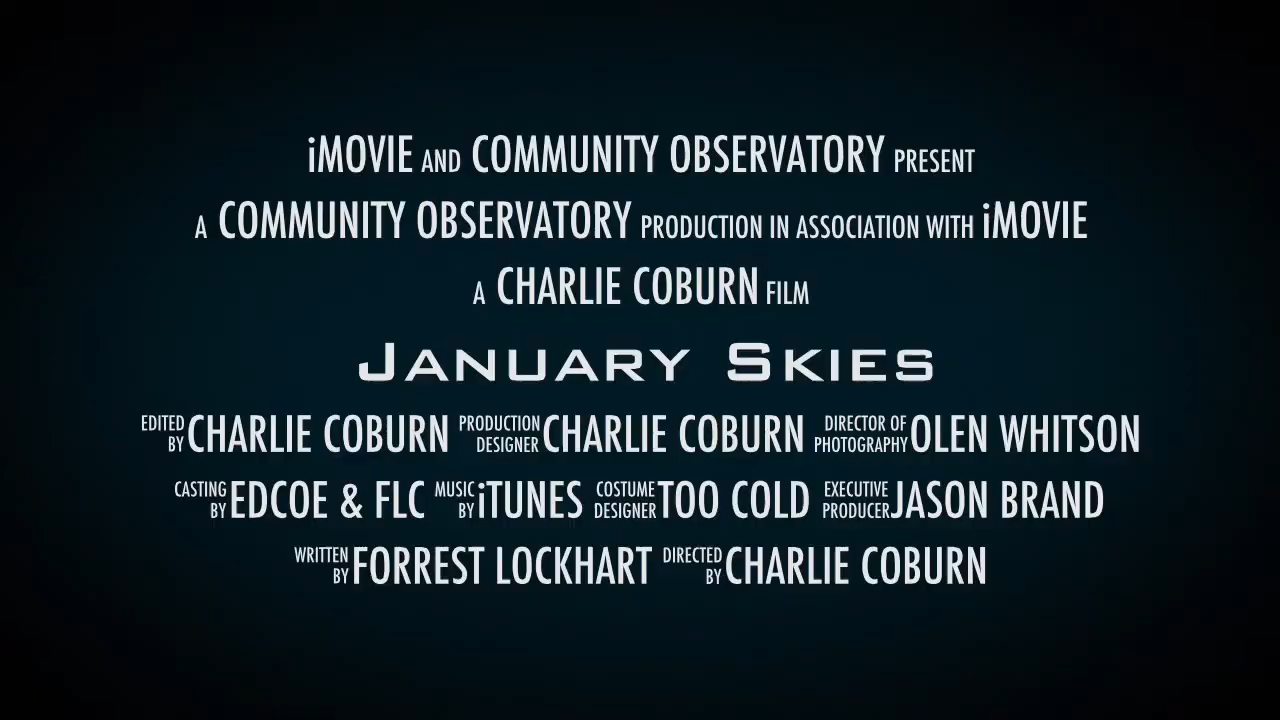 iMOVIE AND COMMUNITY OBSERVATORY PRESENT
A COMMUNITY OBSERVATORY PRODUCTION IN ASSOCIATION WITH iMOVIE
A CHARLIE COBURN FILM
JANUARY SKIES
EDITED BY CHARLIE COBURN PRODUCTION DESIGNER CHARLIE COBURN DIRECTOR OF PHOTOGRAPHY OLEN WHITSON
CASTING BY EDCOE & FLC MUSIC BY iTUNES COSTUME DESIGNER TOO COLD EXECUTIVE PRODUCER JASON BRAND
WRITTEN BY FORREST LOCKHART DIRECTED BY CHARLIE COBURN